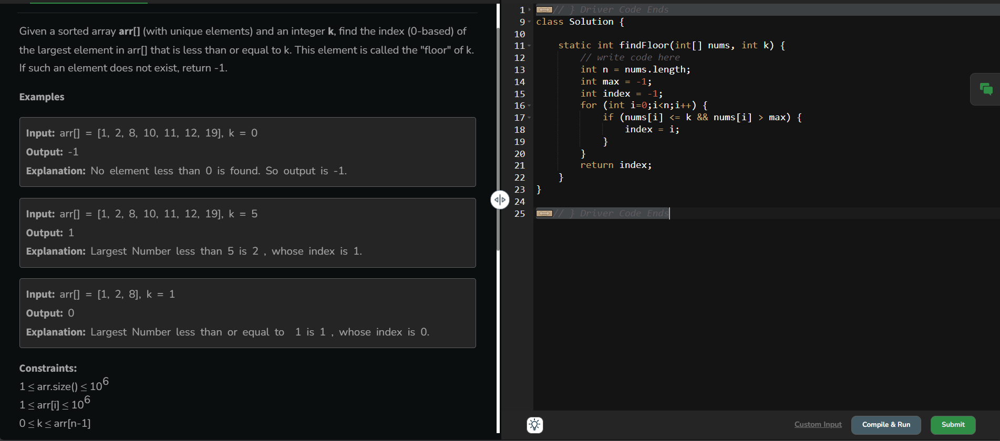 Given a sorted array arr[] (with unique elements) and an integer k, find the index (0-based) of
the largest element in arr[] that is less than or equal to k. This element is called the "floor" of k.
If such an element does not exist, return -1.
Examples
Input: arr[] = [1, 2, 8, 10, 11, 12, 19], k = 0
Output: -1
Explanation: No element less than 0 is found. So output is -1.
Input: arr[] = [1, 2, 8, 10, 11, 12, 19], k = 5
Output: 1
Explanation: Largest Number less than 5 is 2 , whose index is 1.
Input: arr[] = [1, 2, 8], k = 1
Output: 0
Explanation: Largest Number less than or equal to  1 is 1 , whose index is 0.
Constraints:
1 ≤ arr.size() ≤ 10^6
1 ≤ arr[i] ≤ 10^6
0 ≤ k ≤ arr[n-1]
1 // } Driver Code Ends
9 class Solution {
10
11     static int findFloor(int[] nums, int k) {
12         // write code here
13         int n = nums.length;
14         int max = -1;
15         int index = -1;
16         for (int i=0;i<n;i++) {
17             if (nums[i] <= k && nums[i] > max) {
18                 index = i;
19             }
20         }
21         return index;
22     }
23 }
24
25 // } Driver Code Ends
Custom Input
Compile & Run
Submit